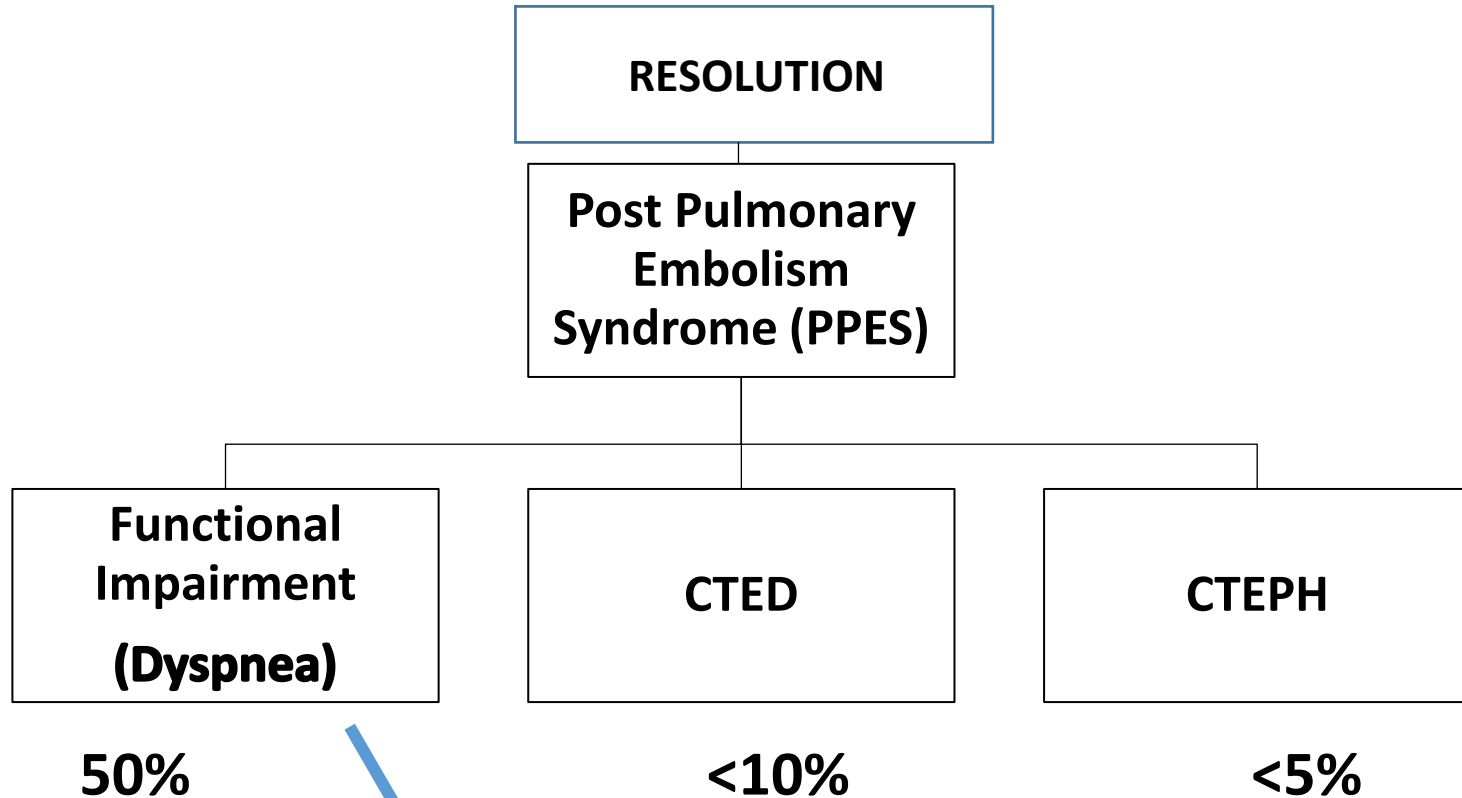 RESOLUTION
Post Pulmonary
Embolism
Syndrome (PPES)
Functional
Impairment
(Dyspnea)
CTED
CTEPH
50%
<10%
<5%